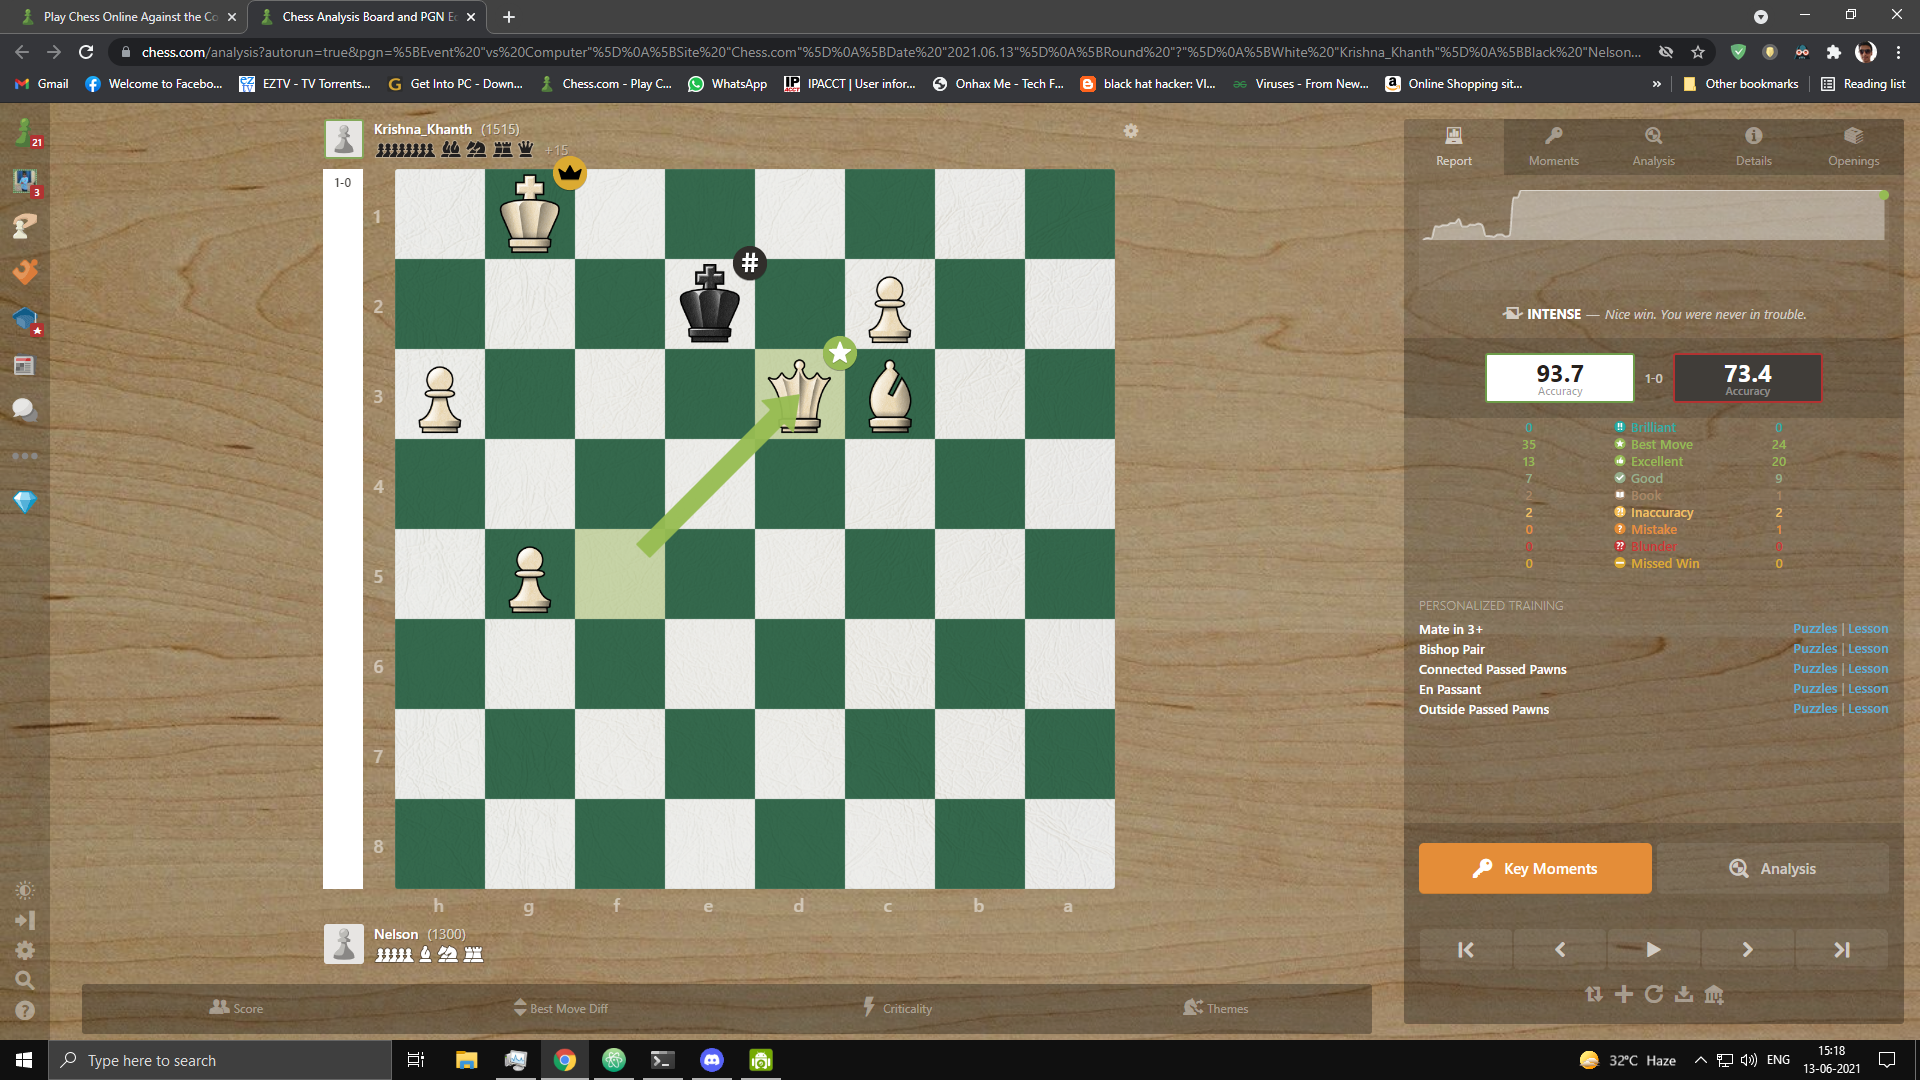 Play Chess Online Against the Co
Chess Analysis Board and PGN Ed
chess.com/analysis?autorun=true&pgn=%5BEvent%20"vs%20Computer"%5D%0A%5BSite%20"Chess.com"%5D%0A%5BDate%20"2021.06.13"%5D%0A%5BRound%20"?"%5D%0A%5BWhite%20"Krishna_Khanth"%5D%0A%5BBlack%20"Nelson...
Gmail
Welcome to Facebo...
EZTV - TV Torrents...
Get Into PC - Down...
Chess.com - Play C...
WhatsApp
IPACCT | User infor...
Onhax Me - Tech F...
black hat hacker: VI...
Viruses - From New...
Online Shopping sit...
»
Other bookmarks
Reading list
21
3
Krishna_Khanth (1515)
+15
1-0
1
2
3
4
5
6
7
8
#
h g f e d c b a
Nelson (1300)
Score
Best Move Diff
Criticality
Themes
Report
Moments
Analysis
Details
Openings
INTENSE — Nice win. You were never in trouble.
93.7 Accuracy
1-0
73.4 Accuracy
0 !! Brilliant 0
35 Best Move 24
13 Excellent 20
7 Good 9
2 Book 1
2 ?! Inaccuracy 2
0 ? Mistake 1
0 ?? Blunder 0
0 Missed Win 0
PERSONALIZED TRAINING
Mate in 3+ Puzzles | Lesson
Bishop Pair Puzzles | Lesson
Connected Passed Pawns Puzzles | Lesson
En Passant Puzzles | Lesson
Outside Passed Pawns Puzzles | Lesson
Key Moments
Analysis
Type here to search
32°C Haze
ENG
15:18
13-06-2021